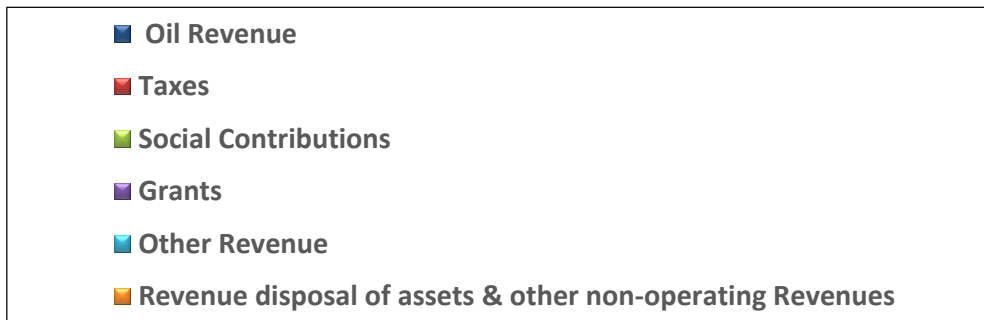 Oil Revenue
Taxes
Social Contributions
Grants
Other Revenue
Revenue disposal of assets & other non-operating Revenues